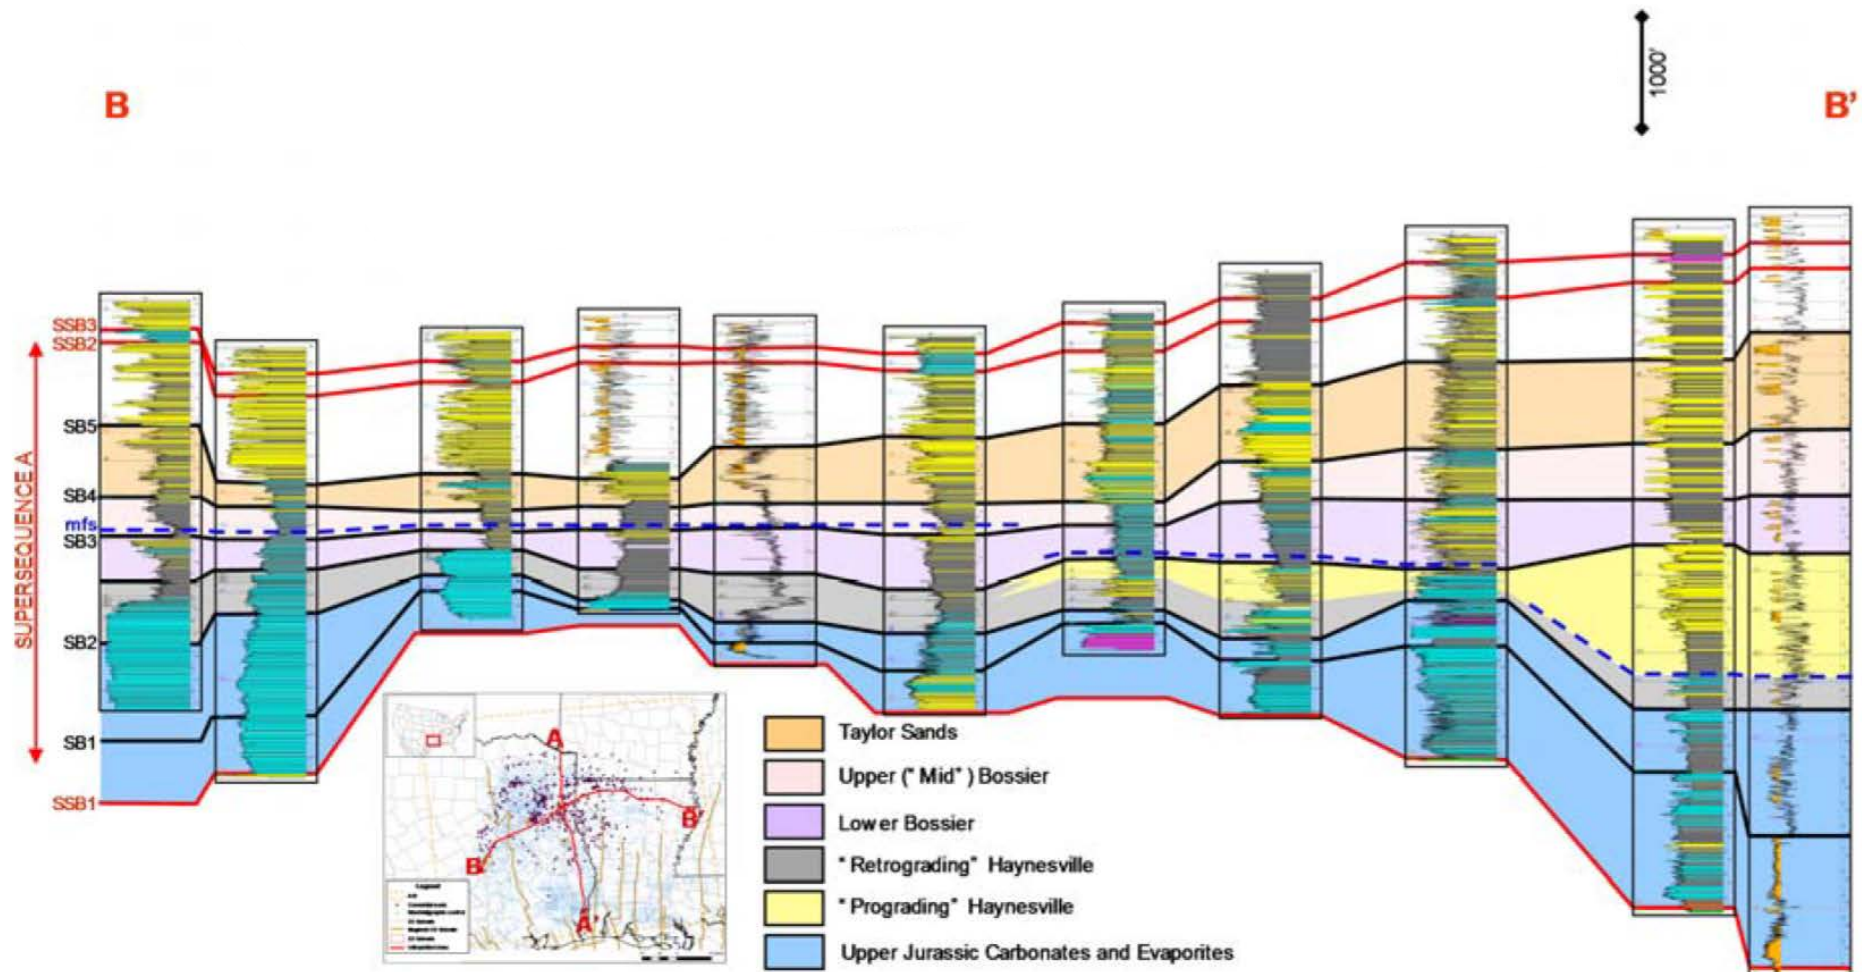 B
B'
1000'
SSB3
SSB2
SB5
SB4
mfs
SB3
SB2
SB1
SSB1
SUPERSEQUENCE A
A
B
B'
A'
Legend
Taylor Sands
Upper ("Mid") Bossier
Lower Bossier
"Retrograding" Haynesville
"Prograding" Haynesville
Upper Jurassic Carbonates and Evaporites